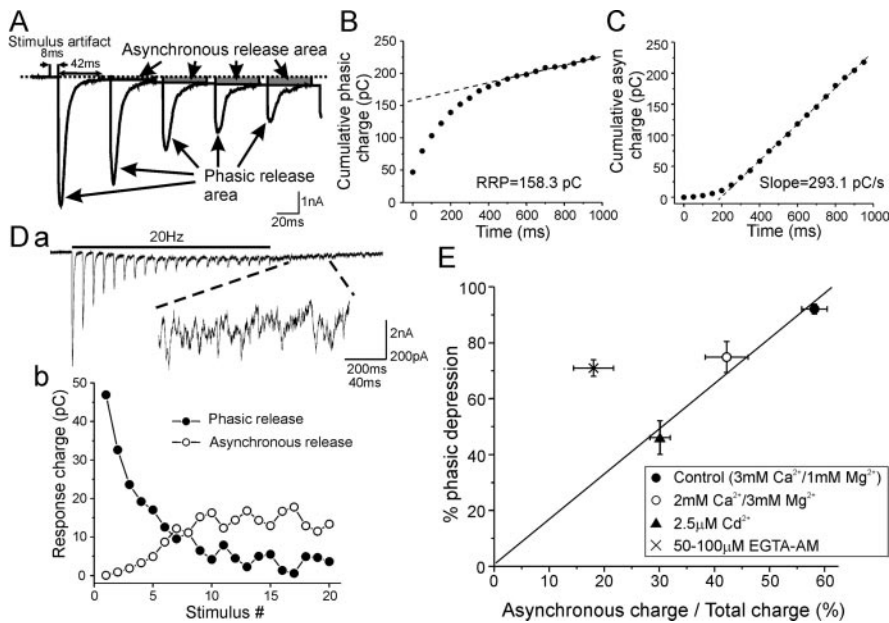 A
Stimulus artifact
8ms
42ms
Asynchronous release area
Phasic release
area
1nA
20ms
B
Cumulative phasic
charge (pC)
250
200
150
100
50
0
RRP=158.3 pC
0 200 400 600 800 1000
Time (ms)
C
Cumulative asyn
charge (pC)
250
200
150
100
50
0
Slope=293.1 pC/s
0 200 400 600 800 1000
Time (ms)
D a
20Hz
2nA
200pA
200ms
40ms
b
Response charge (pC)
50
40
30
20
10
0
Phasic release
Asynchronous release
0 5 10 15 20
Stimulus #
E
% phasic depression
100
80
60
40
20
0
Control (3mM Ca²⁺/1mM Mg²⁺)
2mM Ca²⁺/3mM Mg²⁺
2.5μM Cd²⁺
50-100μM EGTA-AM
0 10 20 30 40 50 60
Asynchronous charge / Total charge (%)